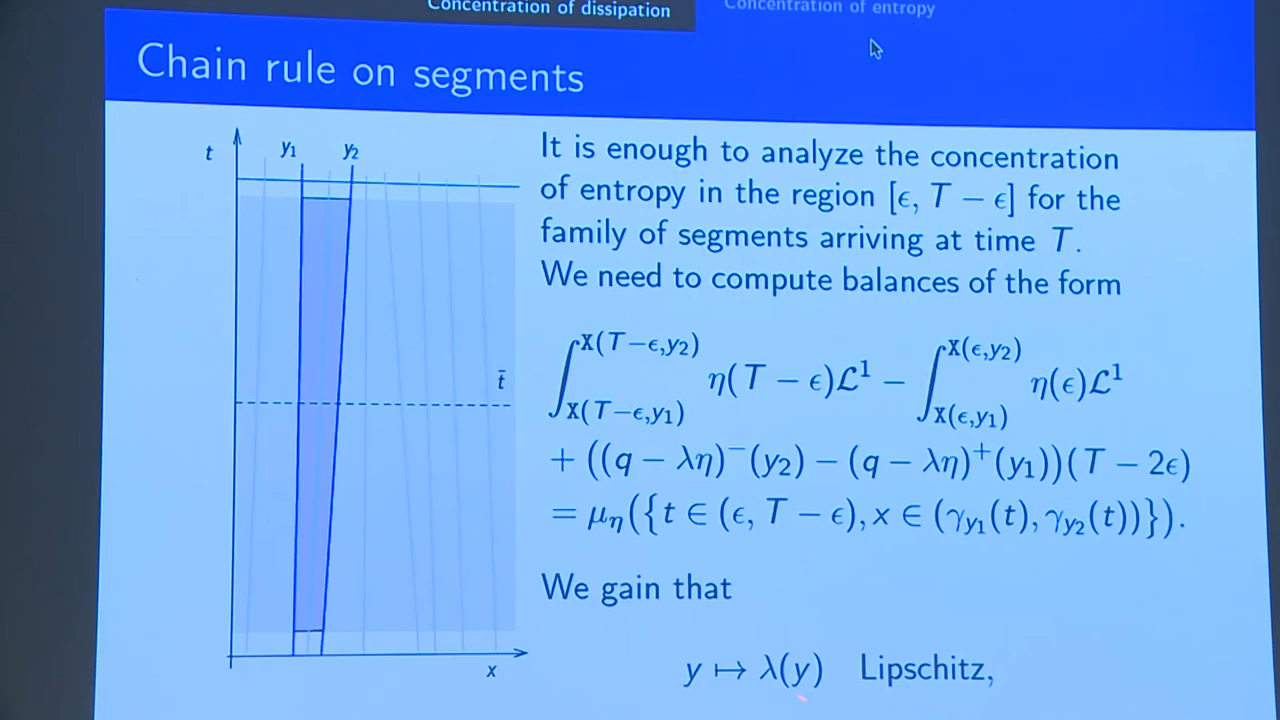 Concentration of dissipation
Concentration of entropy
Chain rule on segments
t
y₁
y₂
t̄
x
It is enough to analyze the concentration
of entropy in the region [ϵ, T − ϵ] for the
family of segments arriving at time T.
We need to compute balances of the form
∫_{X(T−ϵ,y₁)}^{X(T−ϵ,y₂)} η(T − ϵ)ℒ¹ − ∫_{X(ϵ,y₁)}^{X(ϵ,y₂)} η(ϵ)ℒ¹
+ ((q − λη)⁻(y₂) − (q − λη)⁺(y₁))(T − 2ϵ)
= μ_η({t ∈ (ϵ, T − ϵ), x ∈ (γ_{y₁}(t), γ_{y₂}(t))}).
We gain that
y ↦ λ(y) Lipschitz,